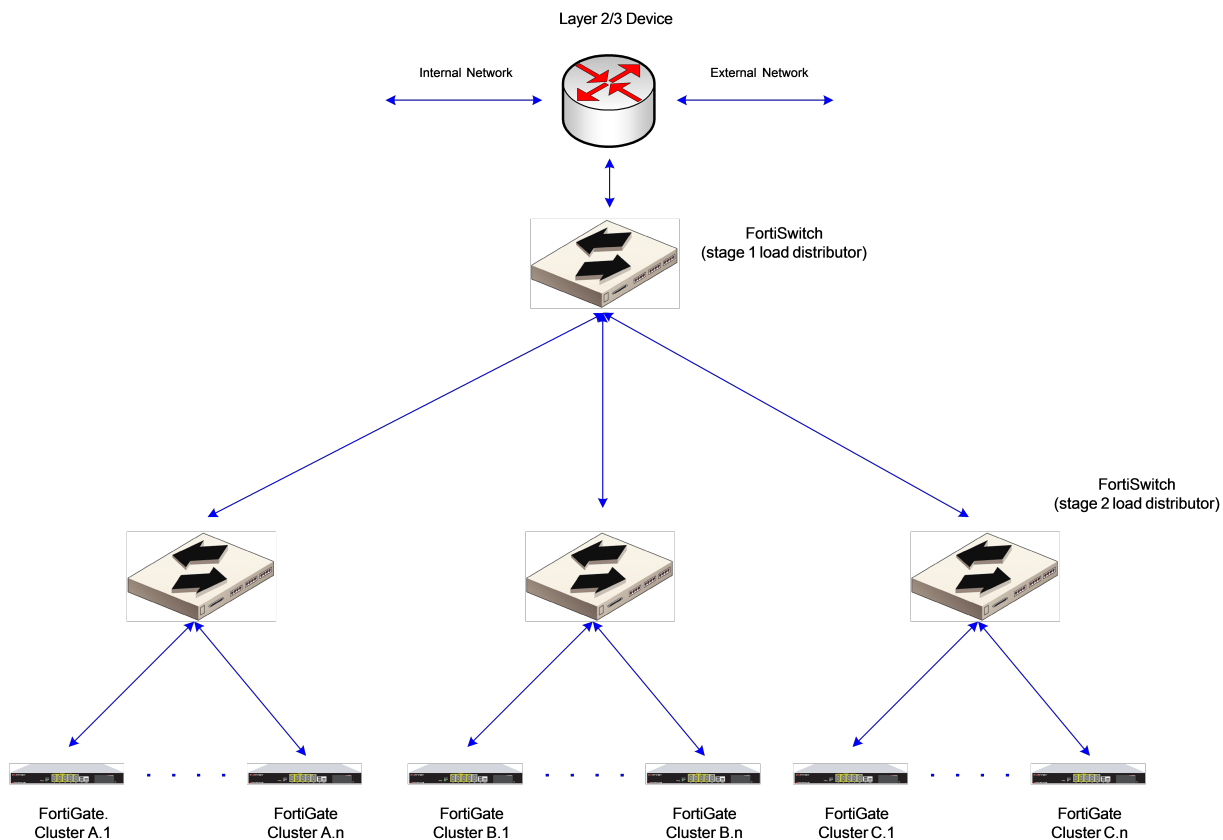 Layer 2/3 Device
Internal Network
External Network
FortiSwitch
(stage 1 load distributor)
FortiSwitch
(stage 2 load distributor)
FortiGate.
Cluster A.1
FortiGate
Cluster A.n
FortiGate
Cluster B.1
FortiGate
Cluster B.n
FortiGate
Cluster C.1
FortiGate
Cluster C.n